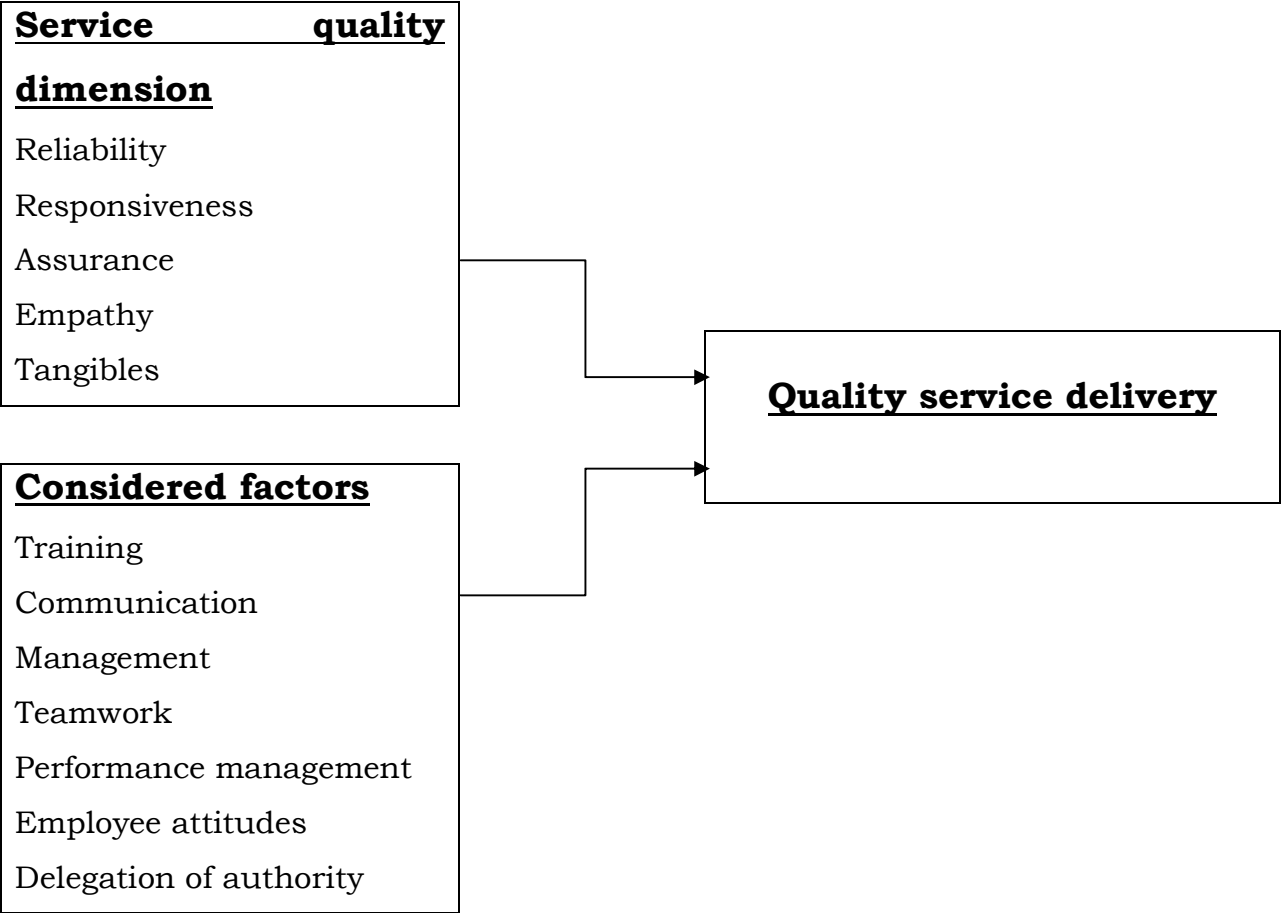 Service quality
dimension
Reliability
Responsiveness
Assurance
Empathy
Tangibles
Quality service delivery
Considered factors
Training
Communication
Management
Teamwork
Performance management
Employee attitudes
Delegation of authority